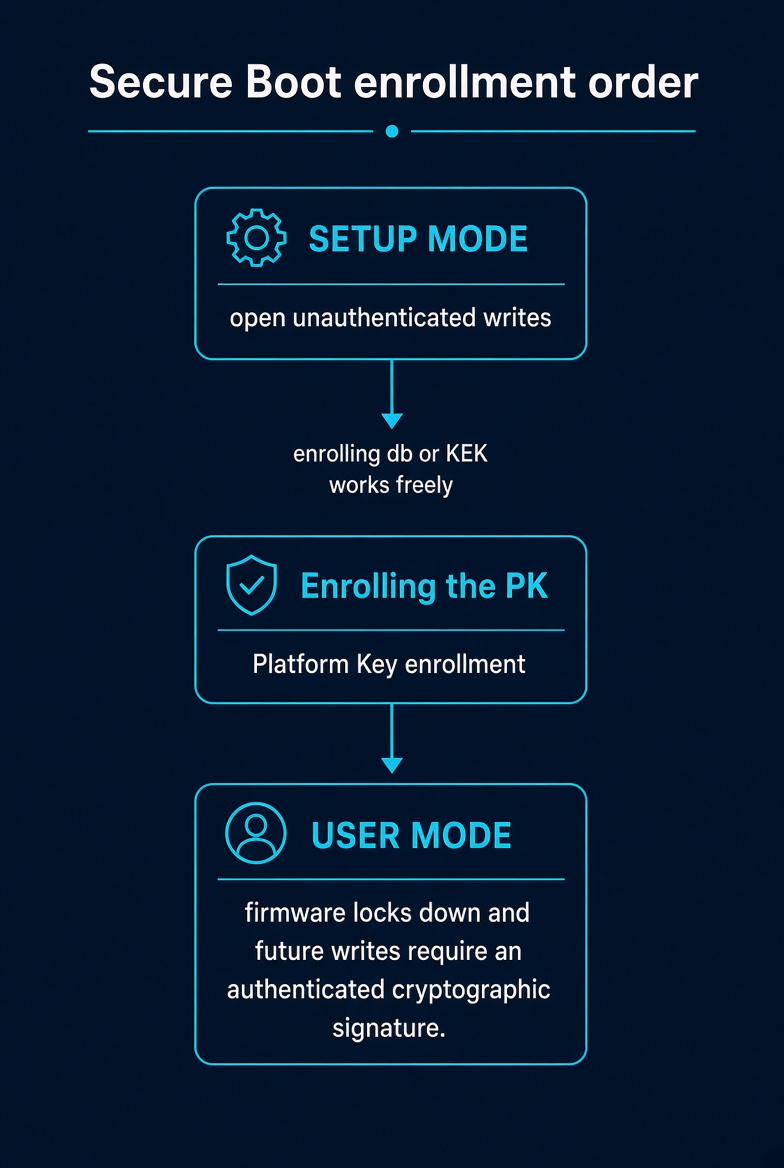 Secure Boot enrollment order
SETUP MODE
open unauthenticated writes
enrolling db or KEK
works freely
Enrolling the PK
Platform Key enrollment
USER MODE
firmware locks down and
future writes require an
authenticated cryptographic
signature.